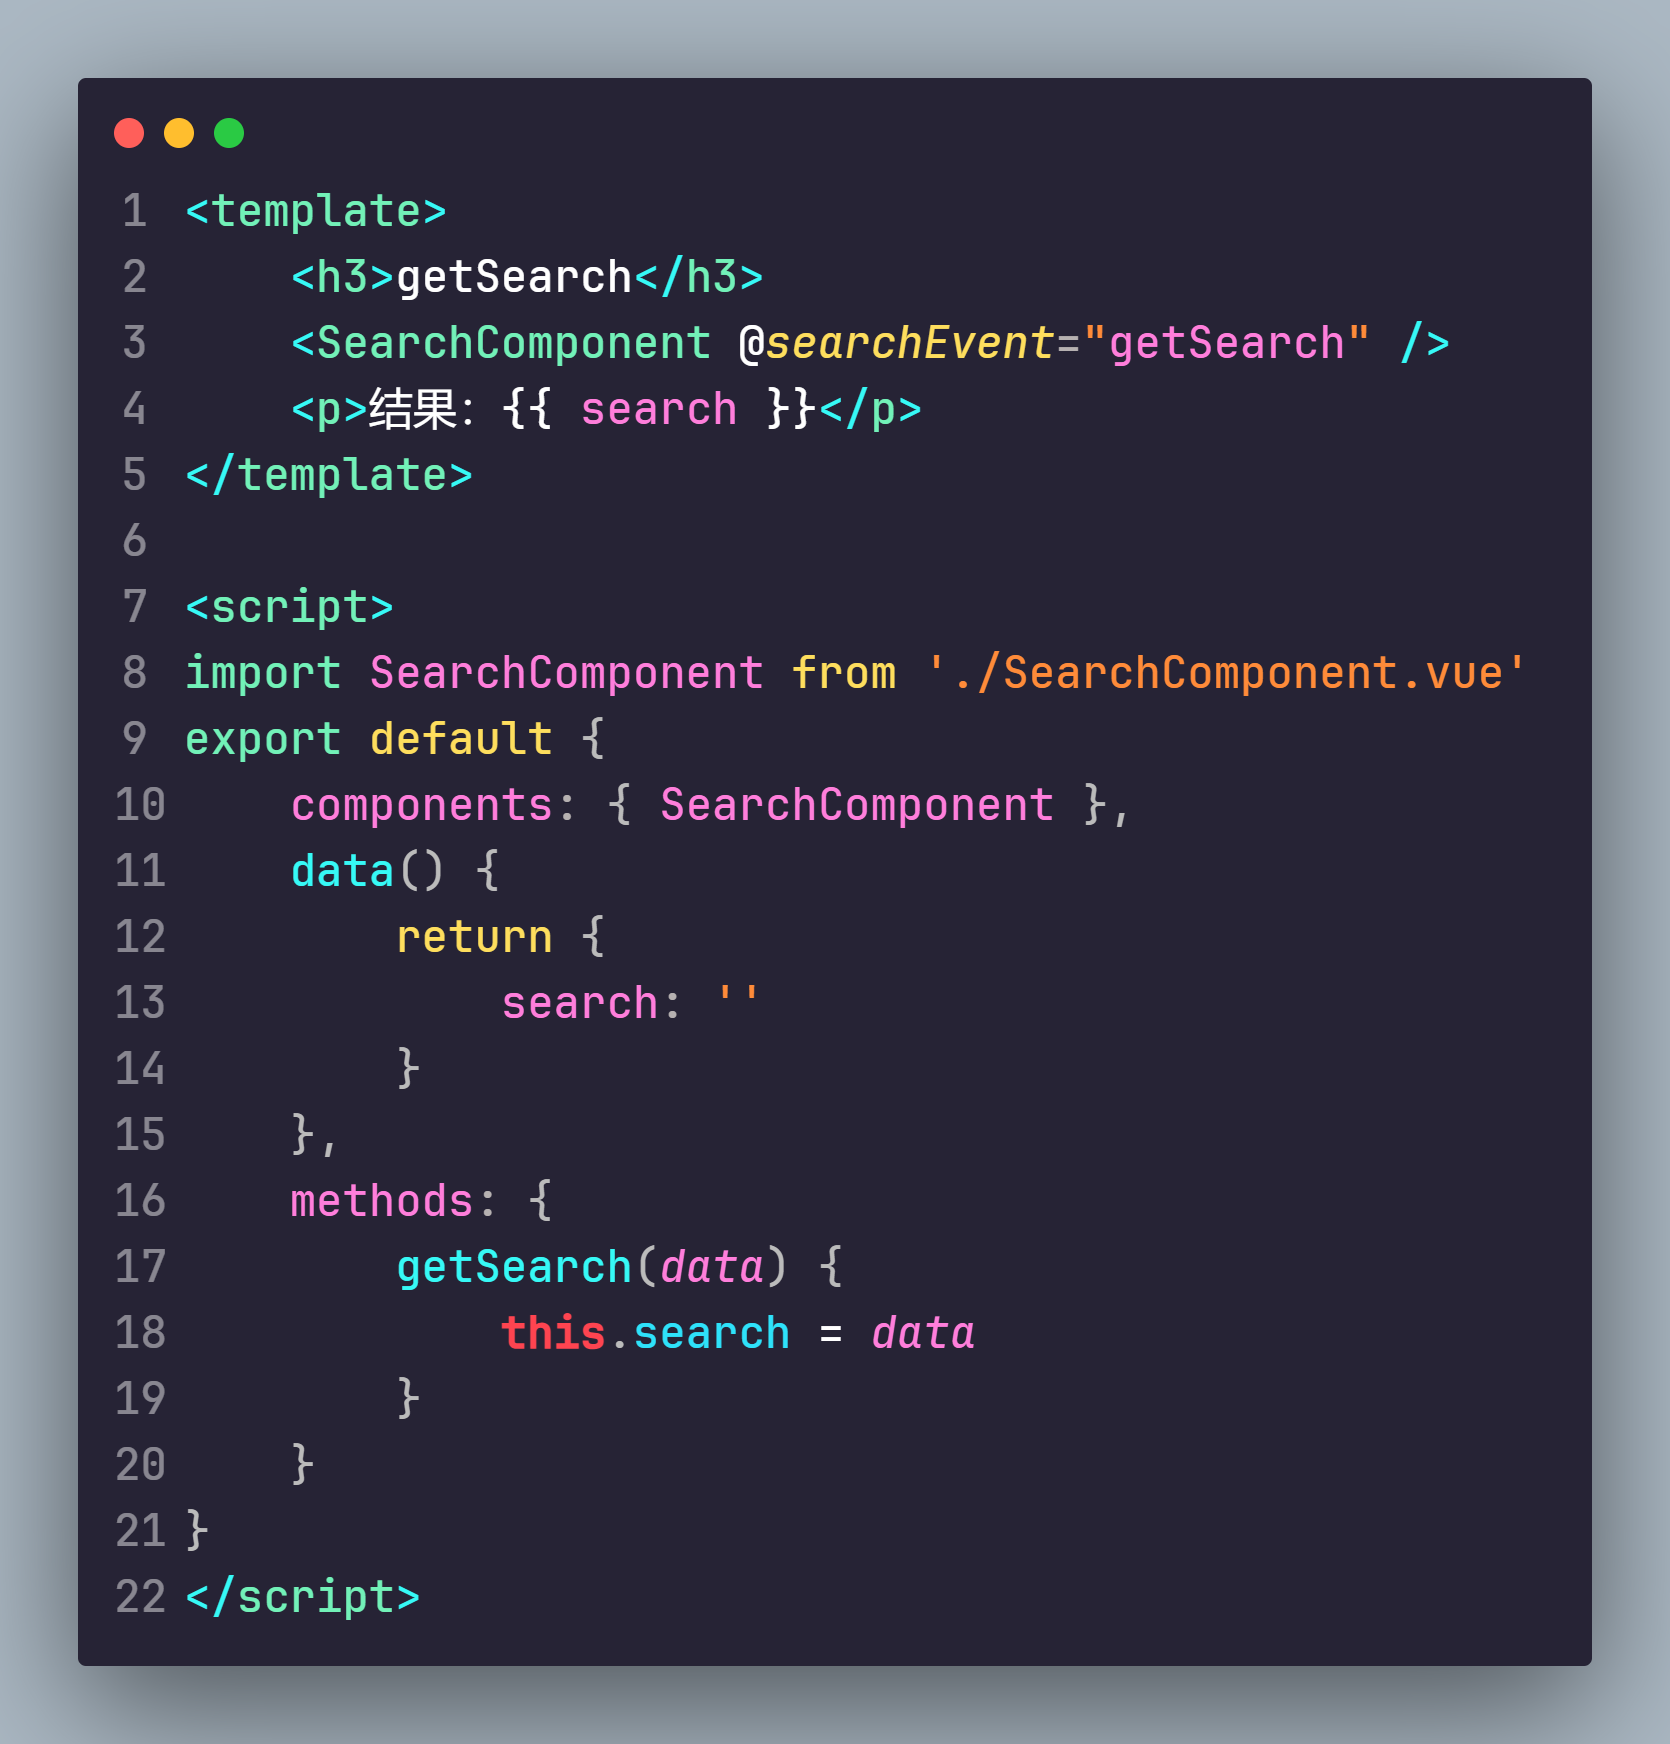 1 <template>
2     <h3>getSearch</h3>
3     <SearchComponent @searchEvent="getSearch" />
4     <p>结果：{{ search }}</p>
5 </template>
6
7 <script>
8 import SearchComponent from './SearchComponent.vue'
9 export default {
10     components: { SearchComponent },
11     data() {
12         return {
13             search: ''
14         }
15     },
16     methods: {
17         getSearch(data) {
18             this.search = data
19         }
20     }
21 }
22 </script>